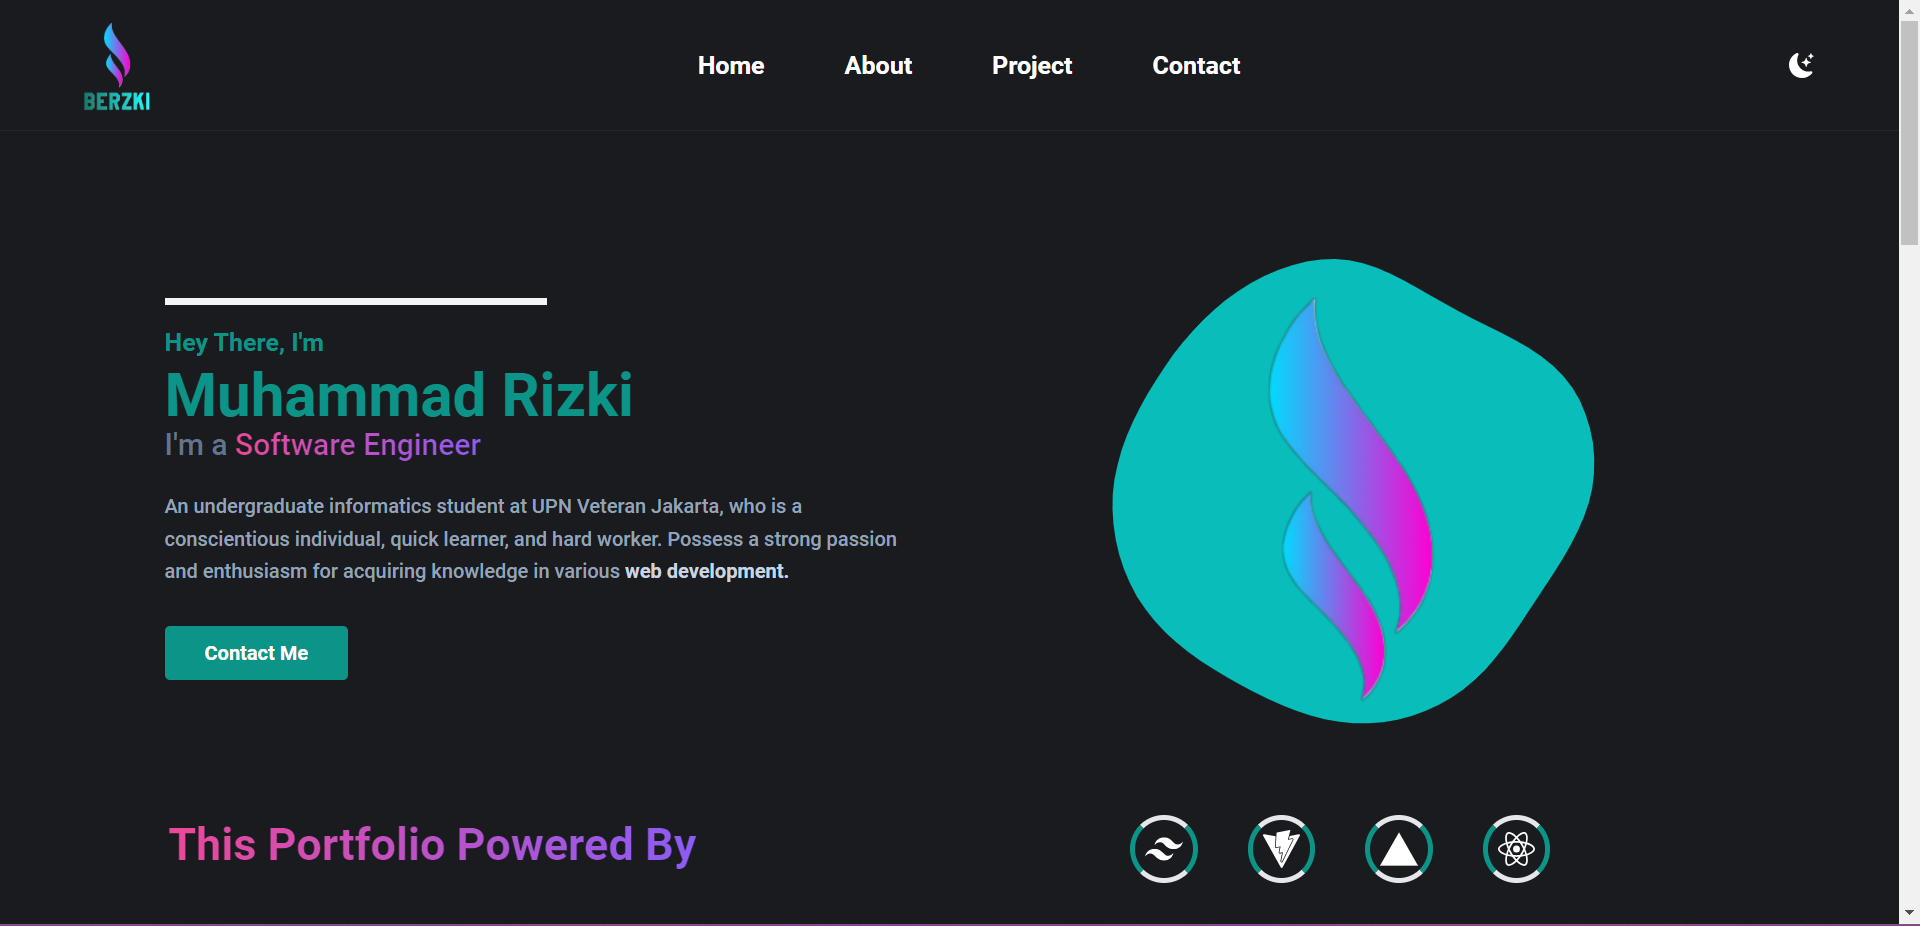 BERZKI
Home
About
Project
Contact
Hey There, I'm
Muhammad Rizki
I'm a Software Engineer
An undergraduate informatics student at UPN Veteran Jakarta, who is a
conscientious individual, quick learner, and hard worker. Possess a strong passion
and enthusiasm for acquiring knowledge in various web development.
Contact Me
This Portfolio Powered By